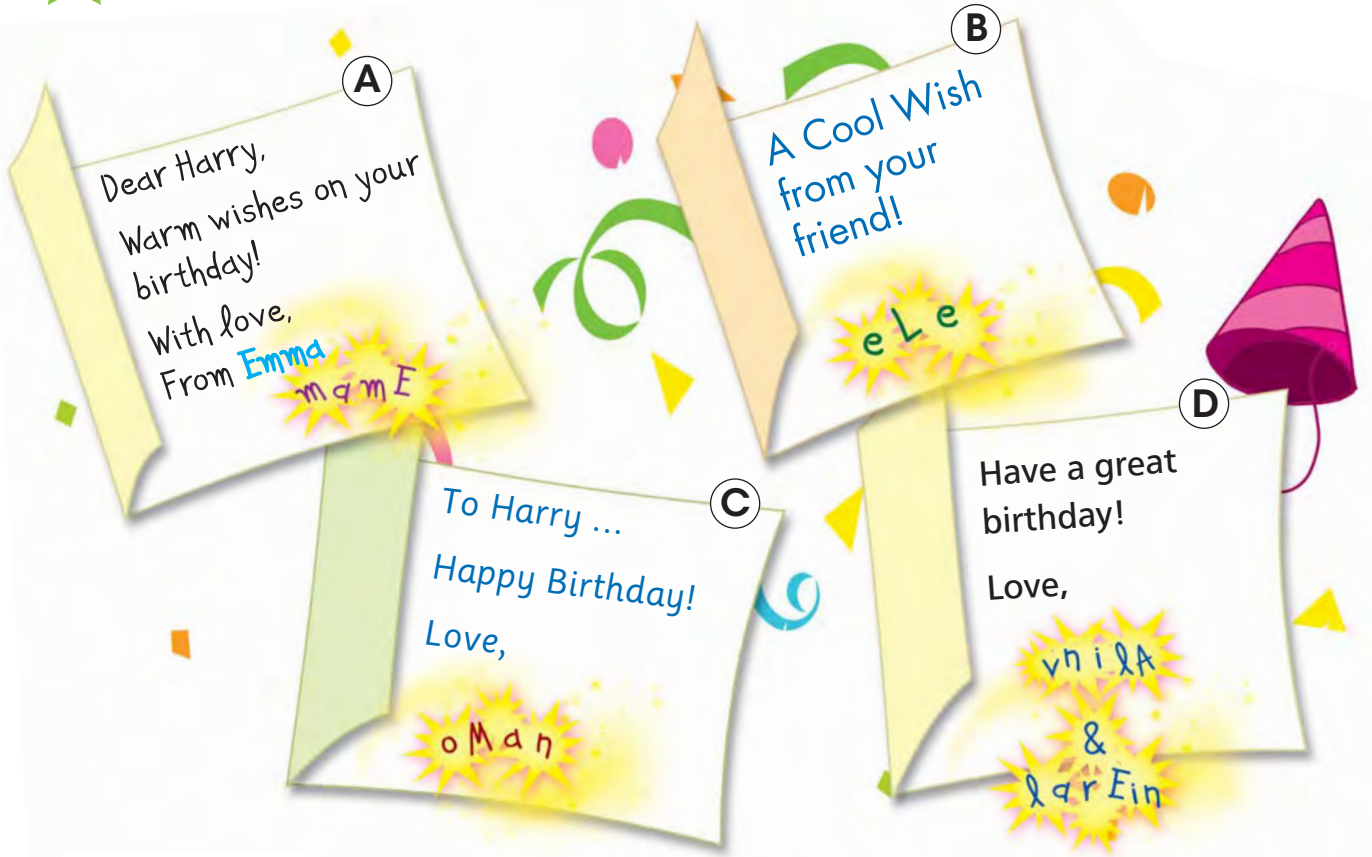 A
Dear Harry,
Warm wishes on your
birthday!
With love,
From Emma
mamE
B
A Cool Wish
from your
friend!
eLe
C
To Harry ...
Happy Birthday!
Love,
oMan
D
Have a great
birthday!
Love,
vnilA
&
larEin